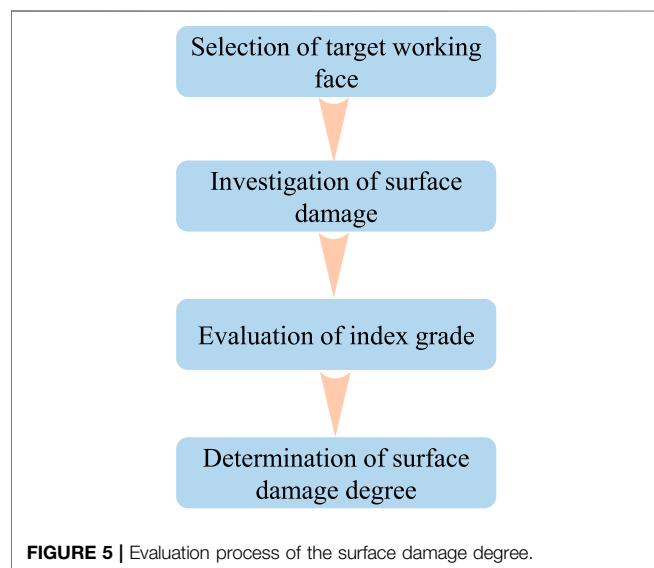 Selection of target working
face
Investigation of surface
damage
Evaluation of index grade
Determination of surface
damage degree
FIGURE 5 | Evaluation process of the surface damage degree.